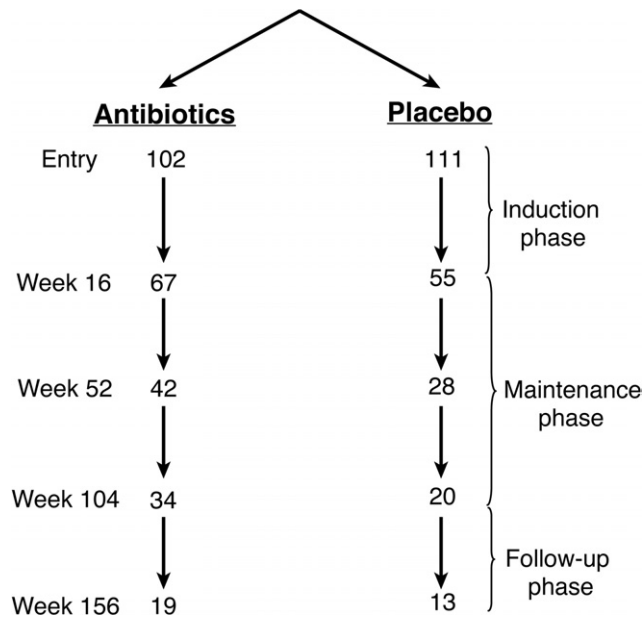 Antibiotics Placebo
Entry 102 111
Induction
phase
Week 16 67 55
Week 52 42 28
Maintenance
phase
Week 104 34 20
Follow-up
phase
Week 156 19 13